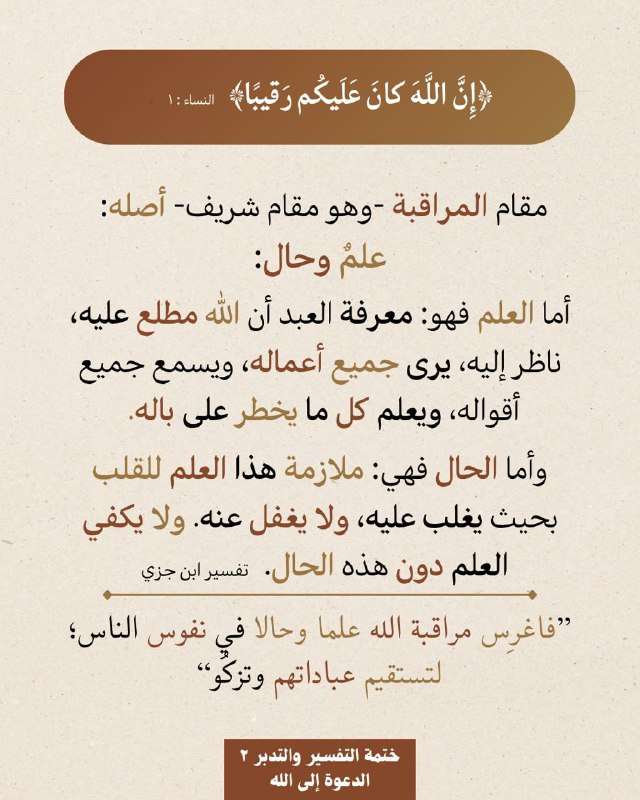 ﴿إِنَّ اللَّهَ كانَ عَلَيكُم رَقيبًا﴾ النساء : ١
مقام المراقبة -وهو مقام شريف- أصله:
علمٌ وحال:
أما العلم فهو: معرفة العبد أن الله مطلع عليه،
ناظر إليه، يرى جميع أعماله، ويسمع جميع
أقواله، ويعلم كل ما يخطر على باله.
وأما الحال فهي: ملازمة هذا العلم للقلب
بحيث يغلب عليه، ولا يغفل عنه. ولا يكفي
العلم دون هذه الحال. تفسير ابن جزي
”فاغرِس مراقبة الله علما وحالا في نفوس الناس؛
لتستقيم عباداتهم وتزكُو“
ختمة التفسير والتدبر ٢
الدعوة إلى الله